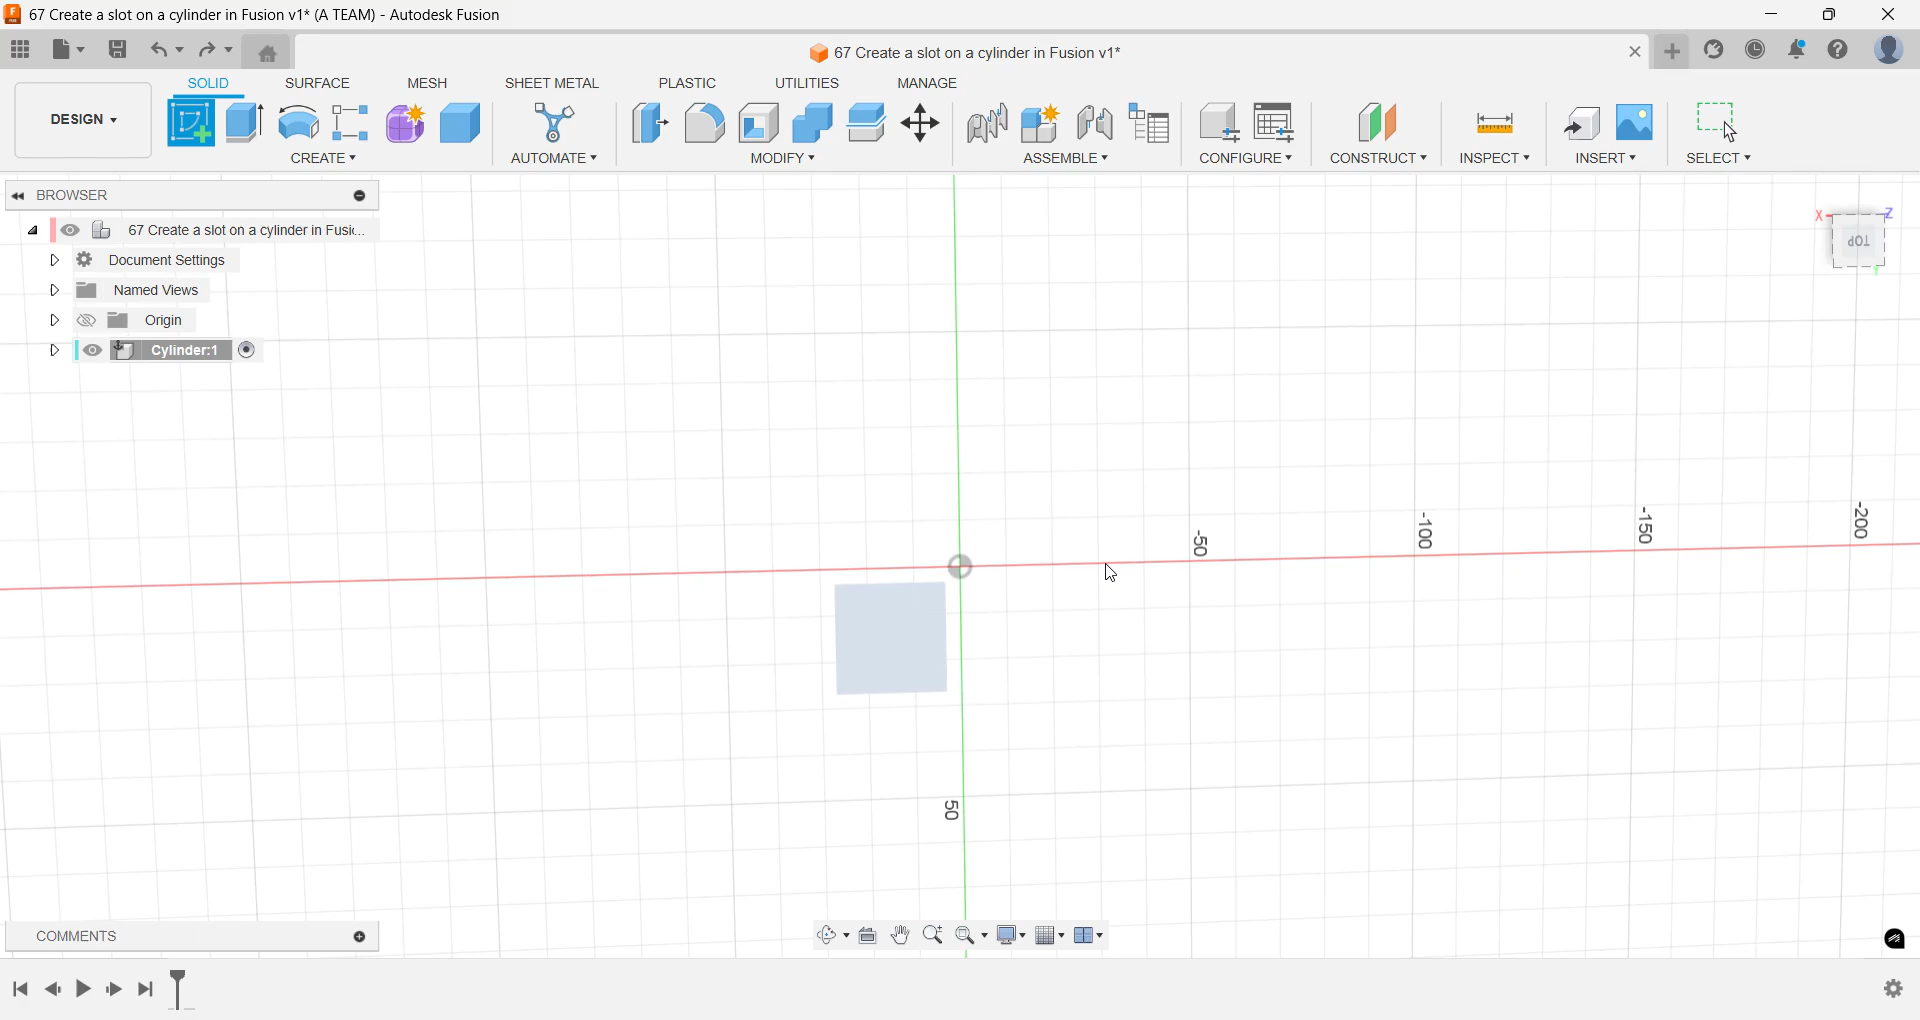 67 Create a slot on a cylinder in Fusion v1* (A TEAM) - Autodesk Fusion
67 Create a slot on a cylinder in Fusion v1*
SOLID SURFACE MESH SHEET METAL PLASTIC UTILITIES MANAGE
DESIGN
CREATE AUTOMATE MODIFY ASSEMBLE CONFIGURE CONSTRUCT INSPECT INSERT SELECT
BROWSER
67 Create a slot on a cylinder in Fusic...
Document Settings
Named Views
Origin
Cylinder:1
X Z
TOP
Y
-50
-100
-150
-200
50
COMMENTS